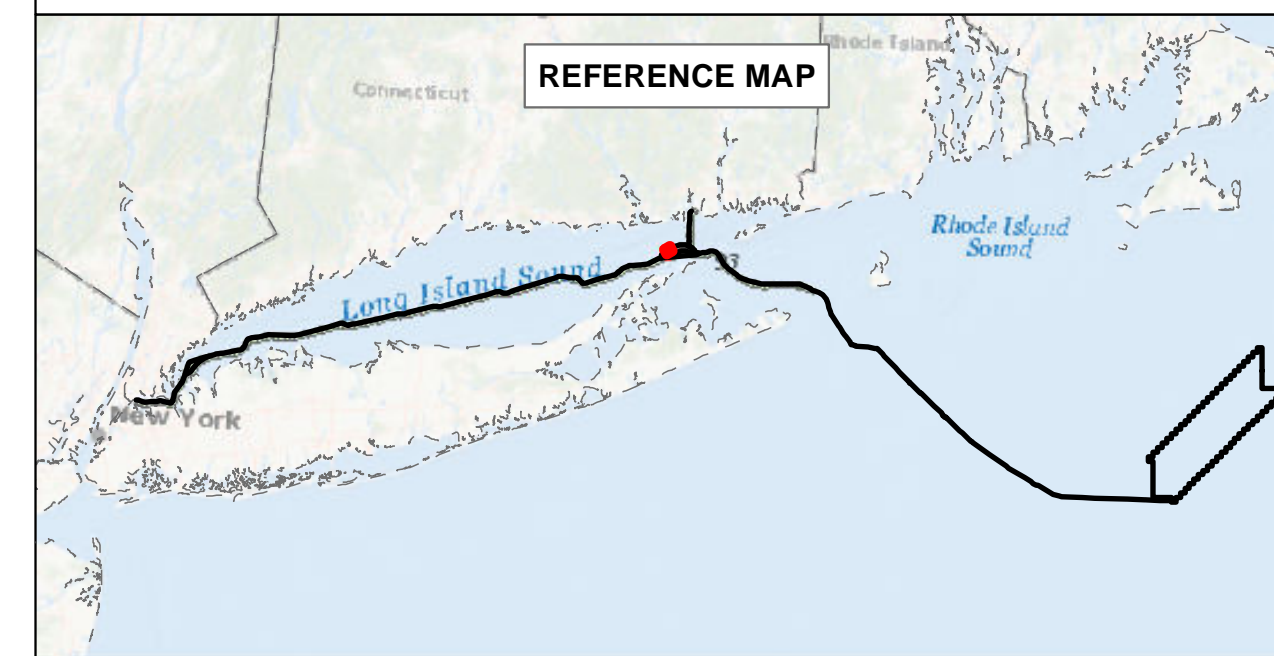 Rhode Island
REFERENCE MAP
Connecticut
Rhode Island
Sound
Long Island Sound
New York